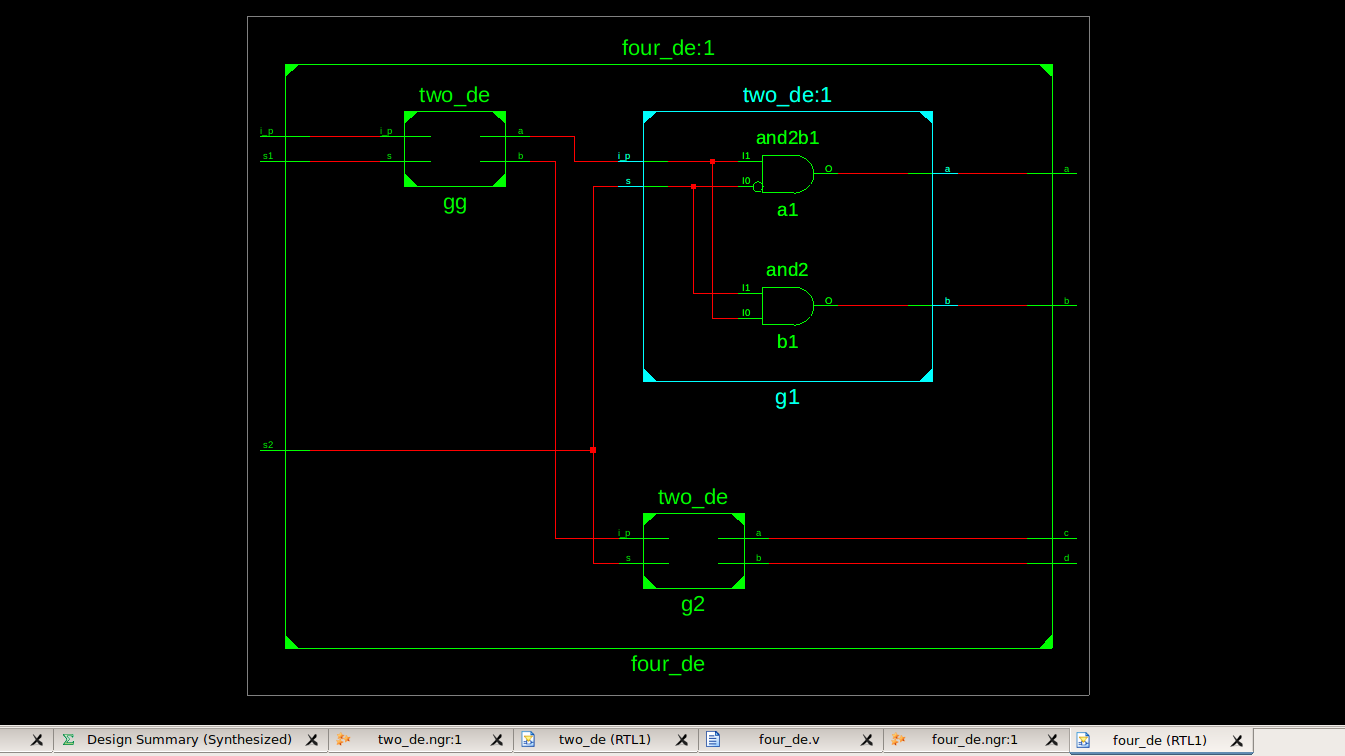 four_de:1
two_de
two_de:1
and2b1
i_p
i_p
a
s1
s
b
i_p
I1
O
a
a
s
I0
gg
a1
and2
I1
O
b
b
I0
b1
g1
s2
two_de
i_p
a
c
s
b
d
g2
four_de
Design Summary (Synthesized)
two_de.ngr:1
two_de (RTL1)
four_de.v
four_de.ngr:1
four_de (RTL1)